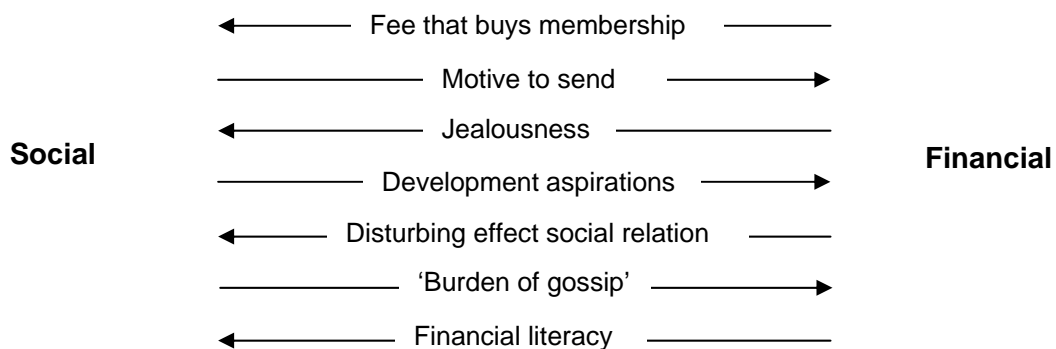 Fee that buys membership
Motive to send
Jealousness
Social
Financial
Development aspirations
Disturbing effect social relation
‘Burden of gossip’
Financial literacy